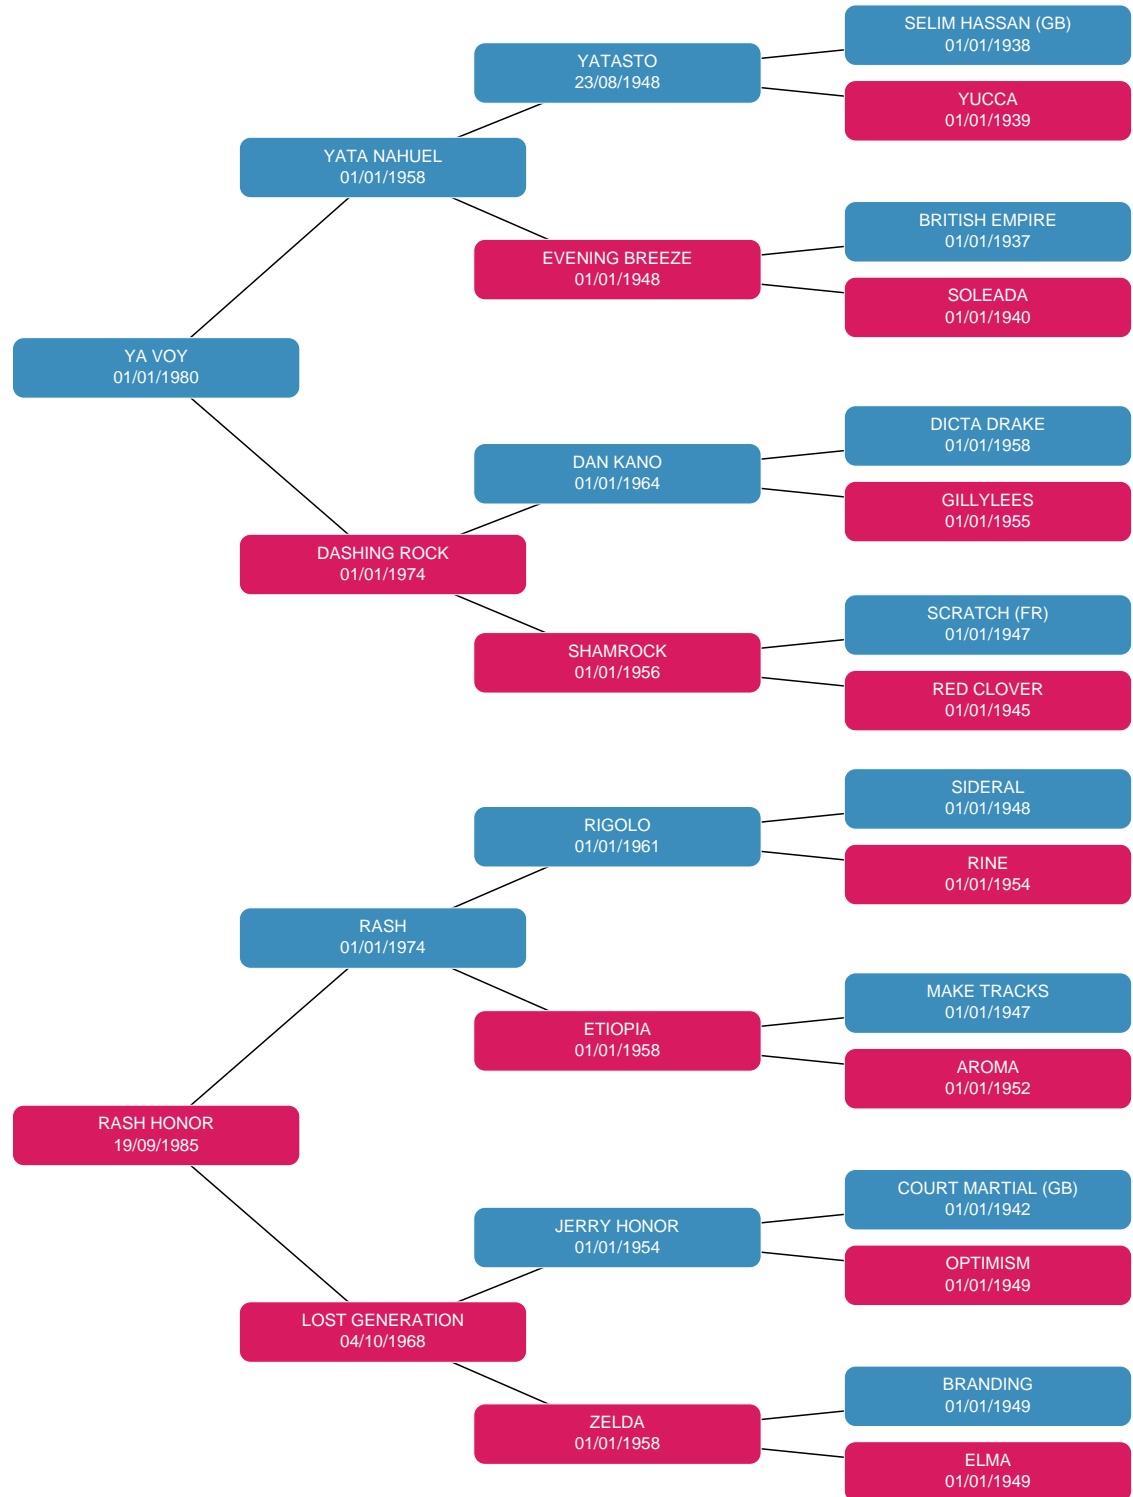 SELIM HASSAN (GB)
01/01/1938
YATASTO
23/08/1948
YUCCA
01/01/1939
YATA NAHUEL
01/01/1958
BRITISH EMPIRE
01/01/1937
EVENING BREEZE
01/01/1948
SOLEADA
01/01/1940
YA VOY
01/01/1980
DICTA DRAKE
01/01/1958
DAN KANO
01/01/1964
GILLYLEES
01/01/1955
DASHING ROCK
01/01/1974
SCRATCH (FR)
01/01/1947
SHAMROCK
01/01/1956
RED CLOVER
01/01/1945
SIDERAL
01/01/1948
RIGOLO
01/01/1961
RINE
01/01/1954
RASH
01/01/1974
MAKE TRACKS
01/01/1947
ETIOPIA
01/01/1958
AROMA
01/01/1952
RASH HONOR
19/09/1985
COURT MARTIAL (GB)
01/01/1942
JERRY HONOR
01/01/1954
OPTIMISM
01/01/1949
LOST GENERATION
04/10/1968
BRANDING
01/01/1949
ZELDA
01/01/1958
ELMA
01/01/1949